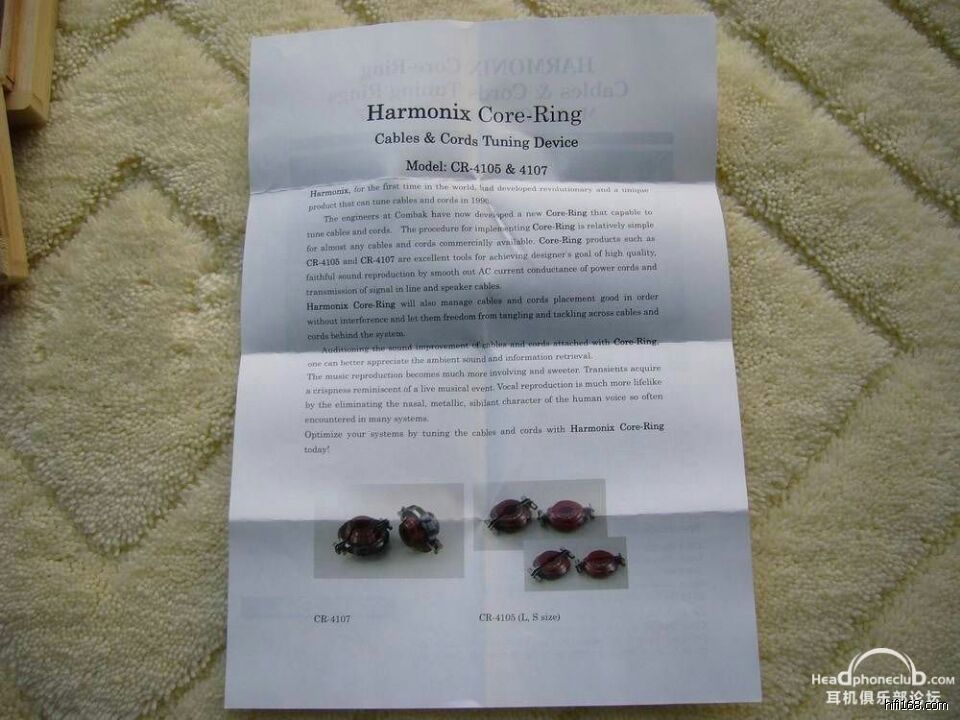 Harmonix Core-Ring
Cables & Cords Tuning Device
Model: CR-4105 & 4107
Harmonix, for the first time in the world, had developed revolutionary and a unique
product that can tune cables and cords in
The engineers at Combak have now developed a new Core-Ring that capable to
tune cables and cords. The procedure for implementing Core-Ring is relatively simple
for almost any cables and cords commercially available. Core-Ring products such as
CR-4105 and CR-4107 are excellent tools for achieving designer's goal of high quality,
faithful sound reproduction by smooth out AC current conductance of power cords and
transmission of signal in line and speaker cables.
Harmonix Core-Ring will also manage cables and cords placement good in order
without interference and let them freedom from tangling and tackling across cables and
cords behind the system.
Auditioning the sound improvement of cables and cords attached with Core-Ring,
one can better appreciate the ambient sound and information retrieval.
The music reproduction becomes much more involving and sweeter. Transients acquire
a crispness reminiscent of a live musical event. Vocal reproduction is much more lifelike
by the eliminating the nasal, metallic, sibilant character of the human voice so often
encountered in many systems.
Optimize your systems by tuning the cables and cords with Harmonix Core-Ring
today!
CR-4107
CR-4105 (L, S size)
HeadphoneclubD.com
耳机俱乐部论坛
hifi168.com